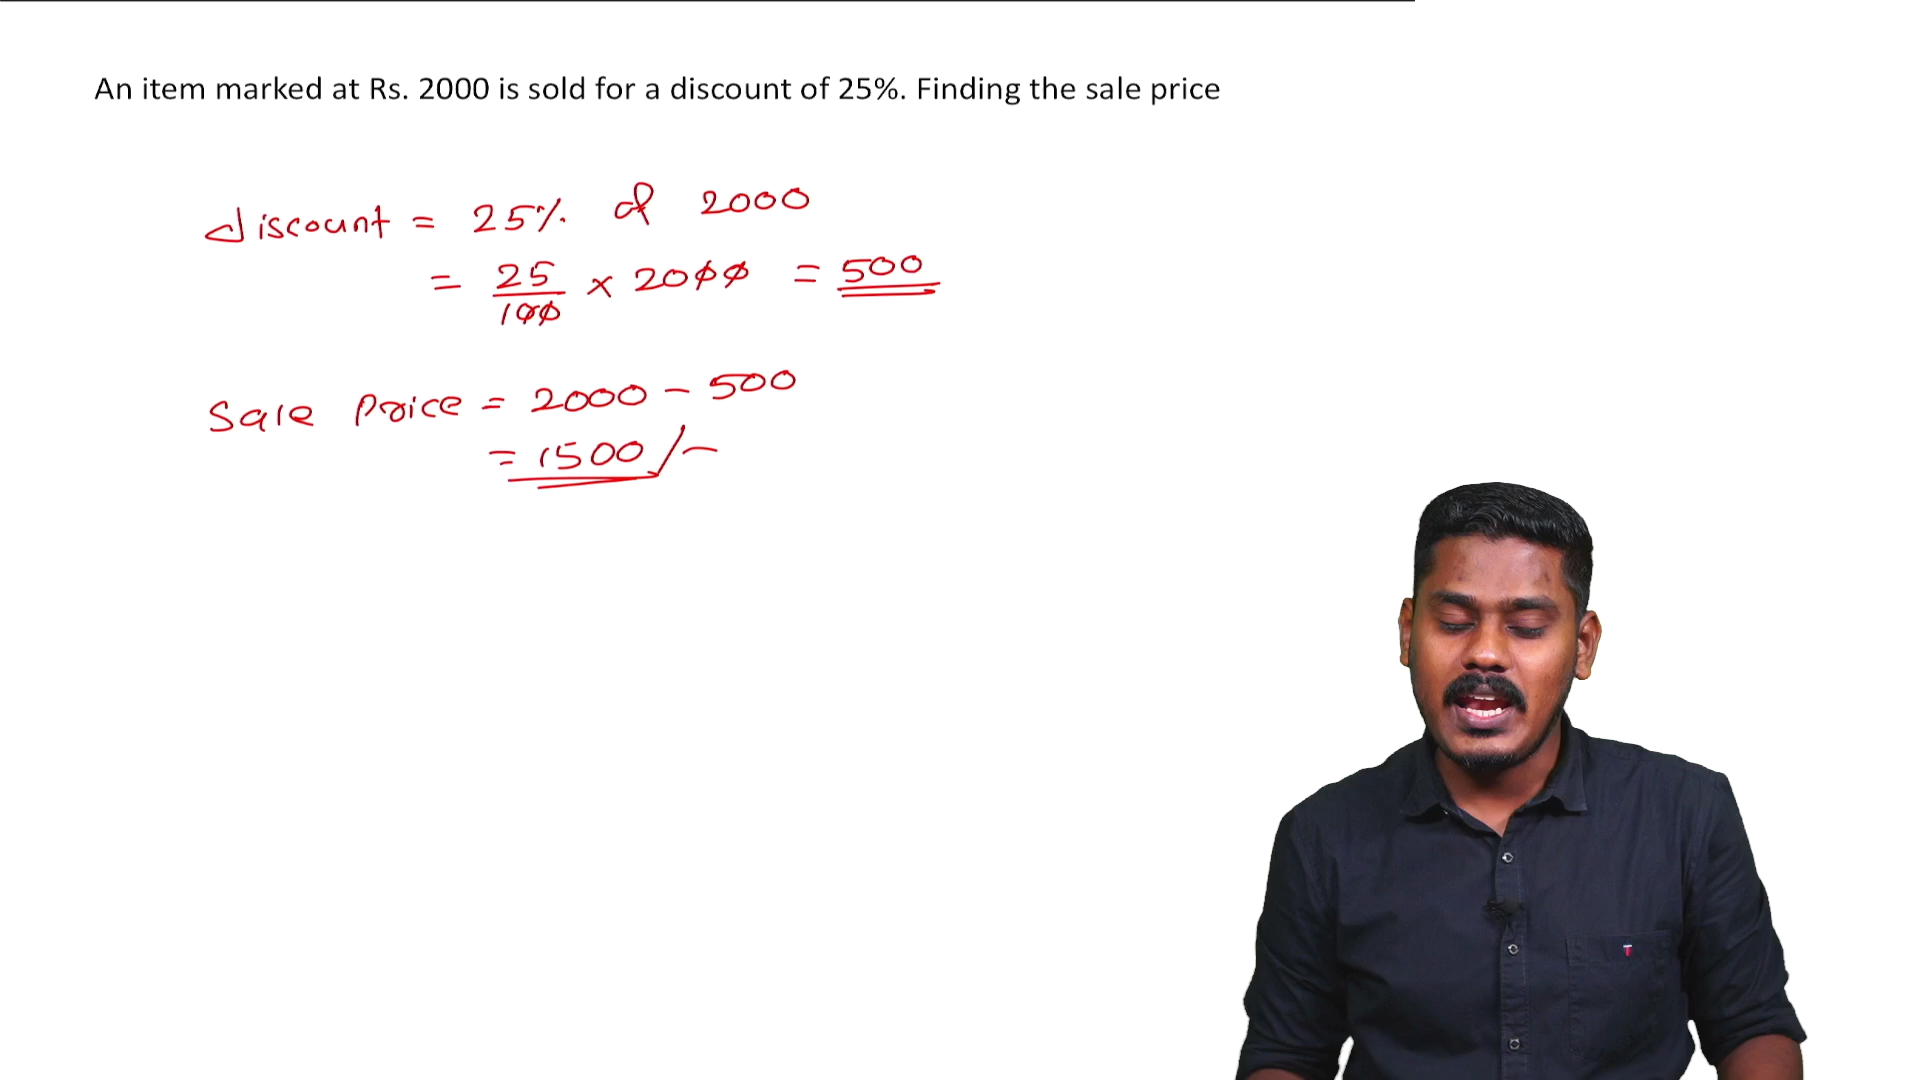 An item marked at Rs. 2000 is sold for a discount of 25%. Finding the sale price
discount = 25% of 2000
= 25/100 × 2000 = 500
Sale Price = 2000 - 500
= 1500/-